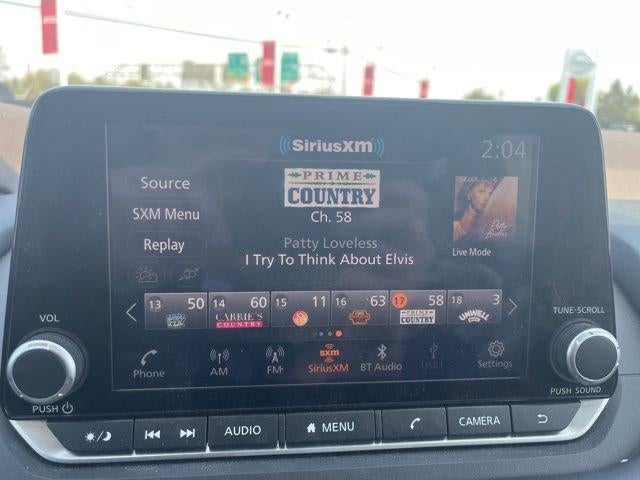 SiriusXM
2:04
PRIME
COUNTRY
Ch. 58
Source
SXM Menu
Replay
Patty Loveless
I Try To Think About Elvis
Live Mode
13 50
14 60
CARRIE'S
COUNTRY
15 11
16 63
17 58
PRIME
COUNTRY
18 3
UNWELL
Phone
AM
FM
sxm
SiriusXM
BT Audio
USB1
Settings
VOL
PUSH
TUNE·SCROLL
PUSH SOUND
AUDIO
MENU
CAMERA